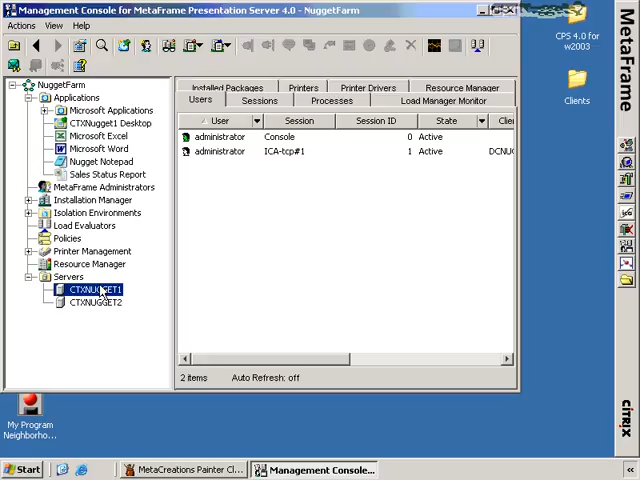 Management Console for MetaFrame Presentation Server 4.0 - NuggetFarm
Actions View Help
NuggetFarm
Applications
Microsoft Applications
CTXNugget1 Desktop
Microsoft Excel
Microsoft Word
Nugget Notepad
Sales Status Report
MetaFrame Administrators
Installation Manager
Isolation Environments
Load Evaluators
Policies
Printer Management
Resource Manager
Servers
CTXNUGGET1
CTXNUGGET2
Installed Packages Printers Printer Drivers Resource Manager
Users Sessions Processes Load Manager Monitor
User Session Session ID State Clie
administrator Console 0 Active
administrator ICA-tcp#1 1 Active DCNUG
2 items Auto Refresh: off
CPS 4.0 for
w2003
Clients
MetaFrame
CITRIX
My Program
Neighborho...
Start MetaCreations Painter Cl... Management Console...